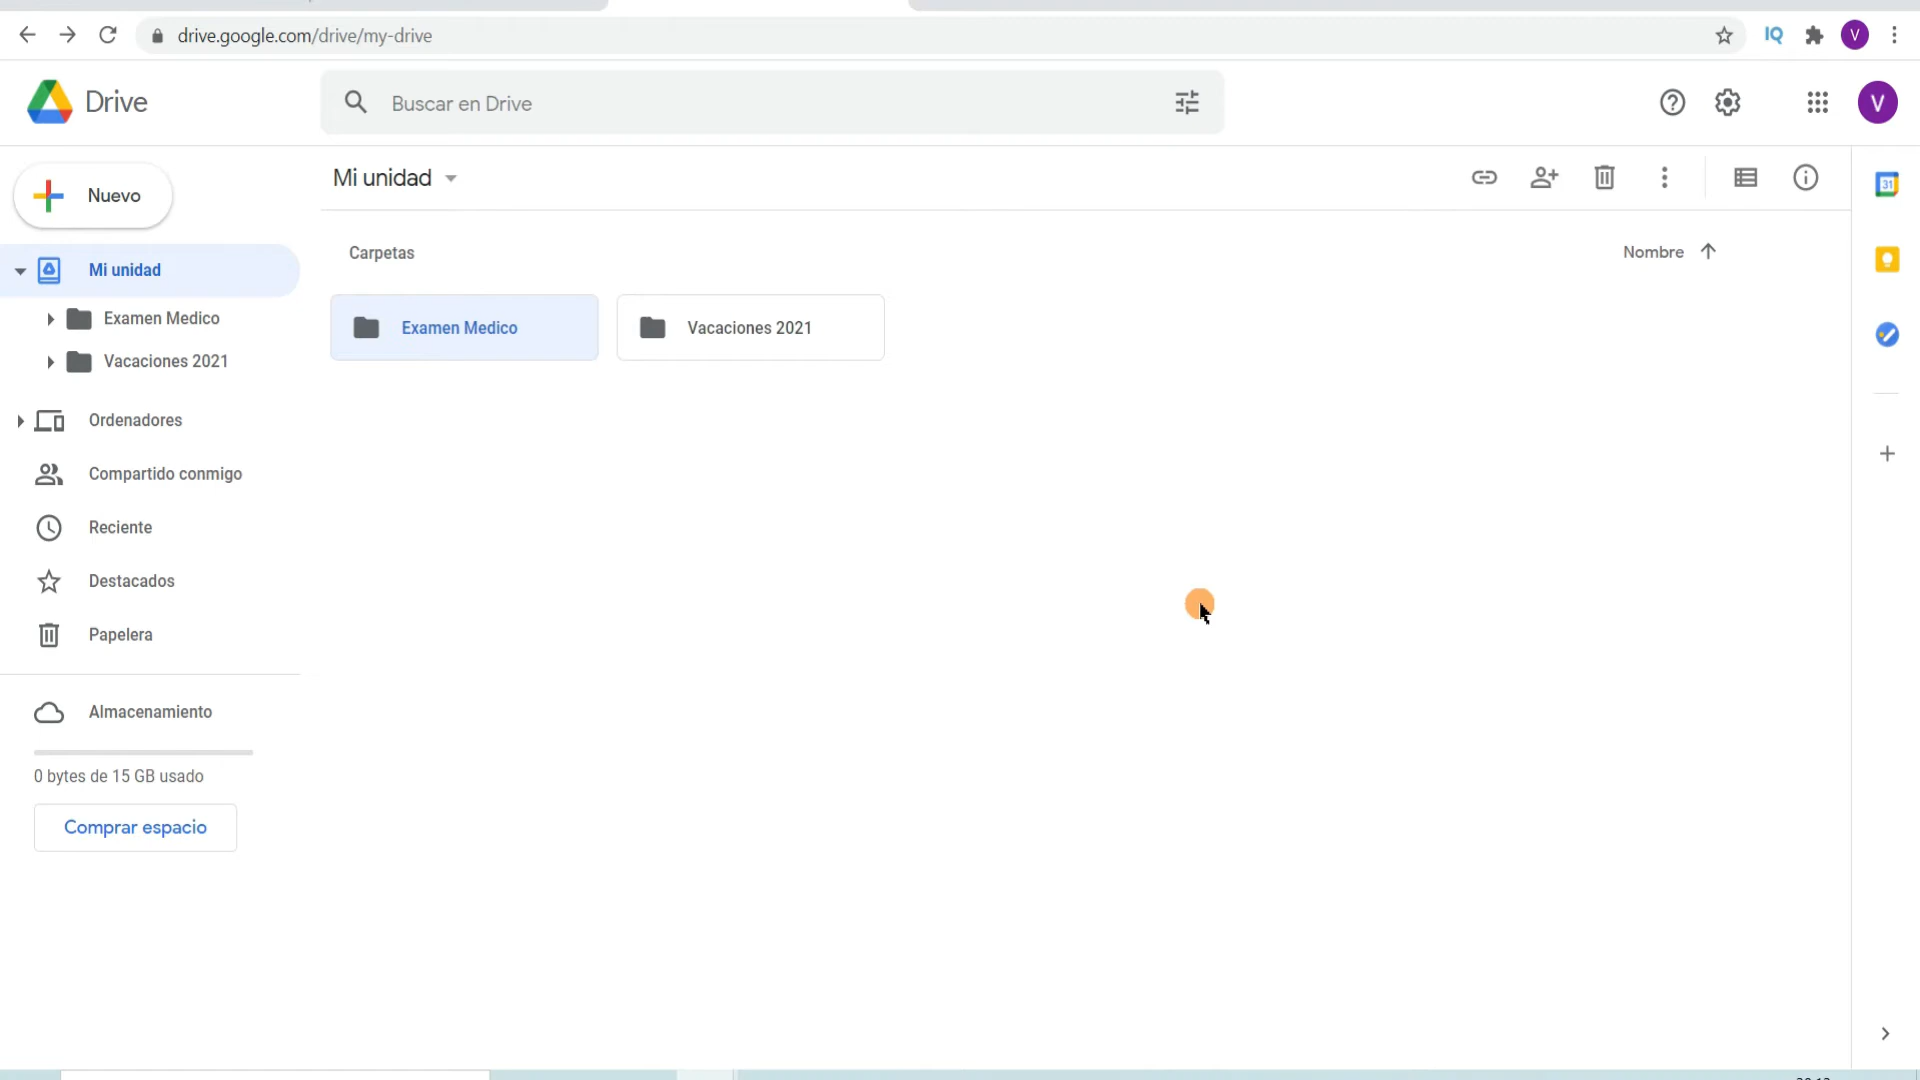 drive.google.com/drive/my-drive
IQ
V
Drive
Buscar en Drive
V
Nuevo
Mi unidad
31
Mi unidad
Examen Medico
Vacaciones 2021
Ordenadores
Compartido conmigo
Reciente
Destacados
Papelera
Almacenamiento
0 bytes de 15 GB usado
Comprar espacio
Carpetas
Nombre
Examen Medico
Vacaciones 2021